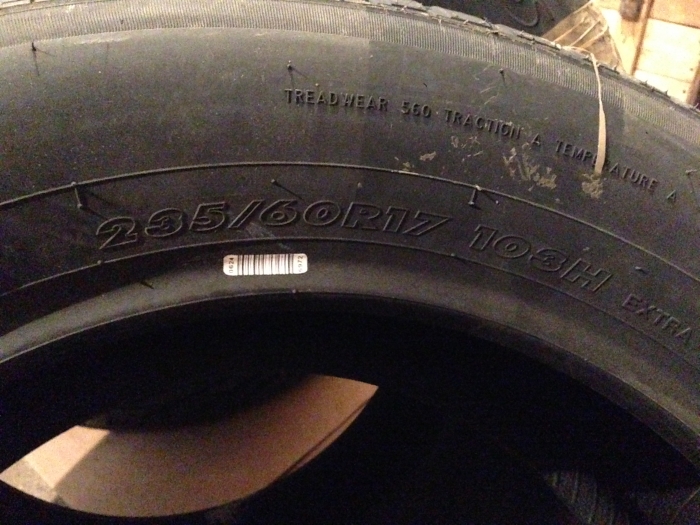 TREADWEAR 560 TRACTION A TEMPERATURE A
235/60R17 103H EXTRA